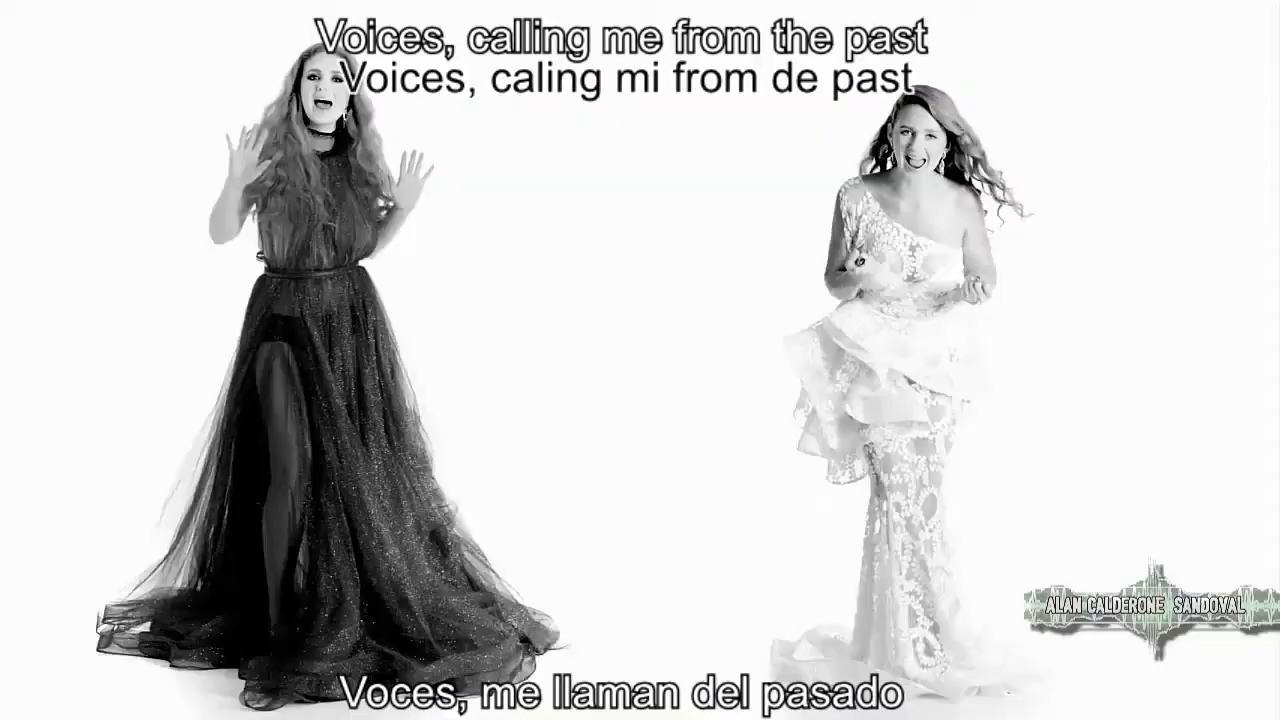 Voices, calling me from the past
Voices, caling mi from de past
ALAN CALDERONE SANDOVAL
Voces, me llaman del pasado